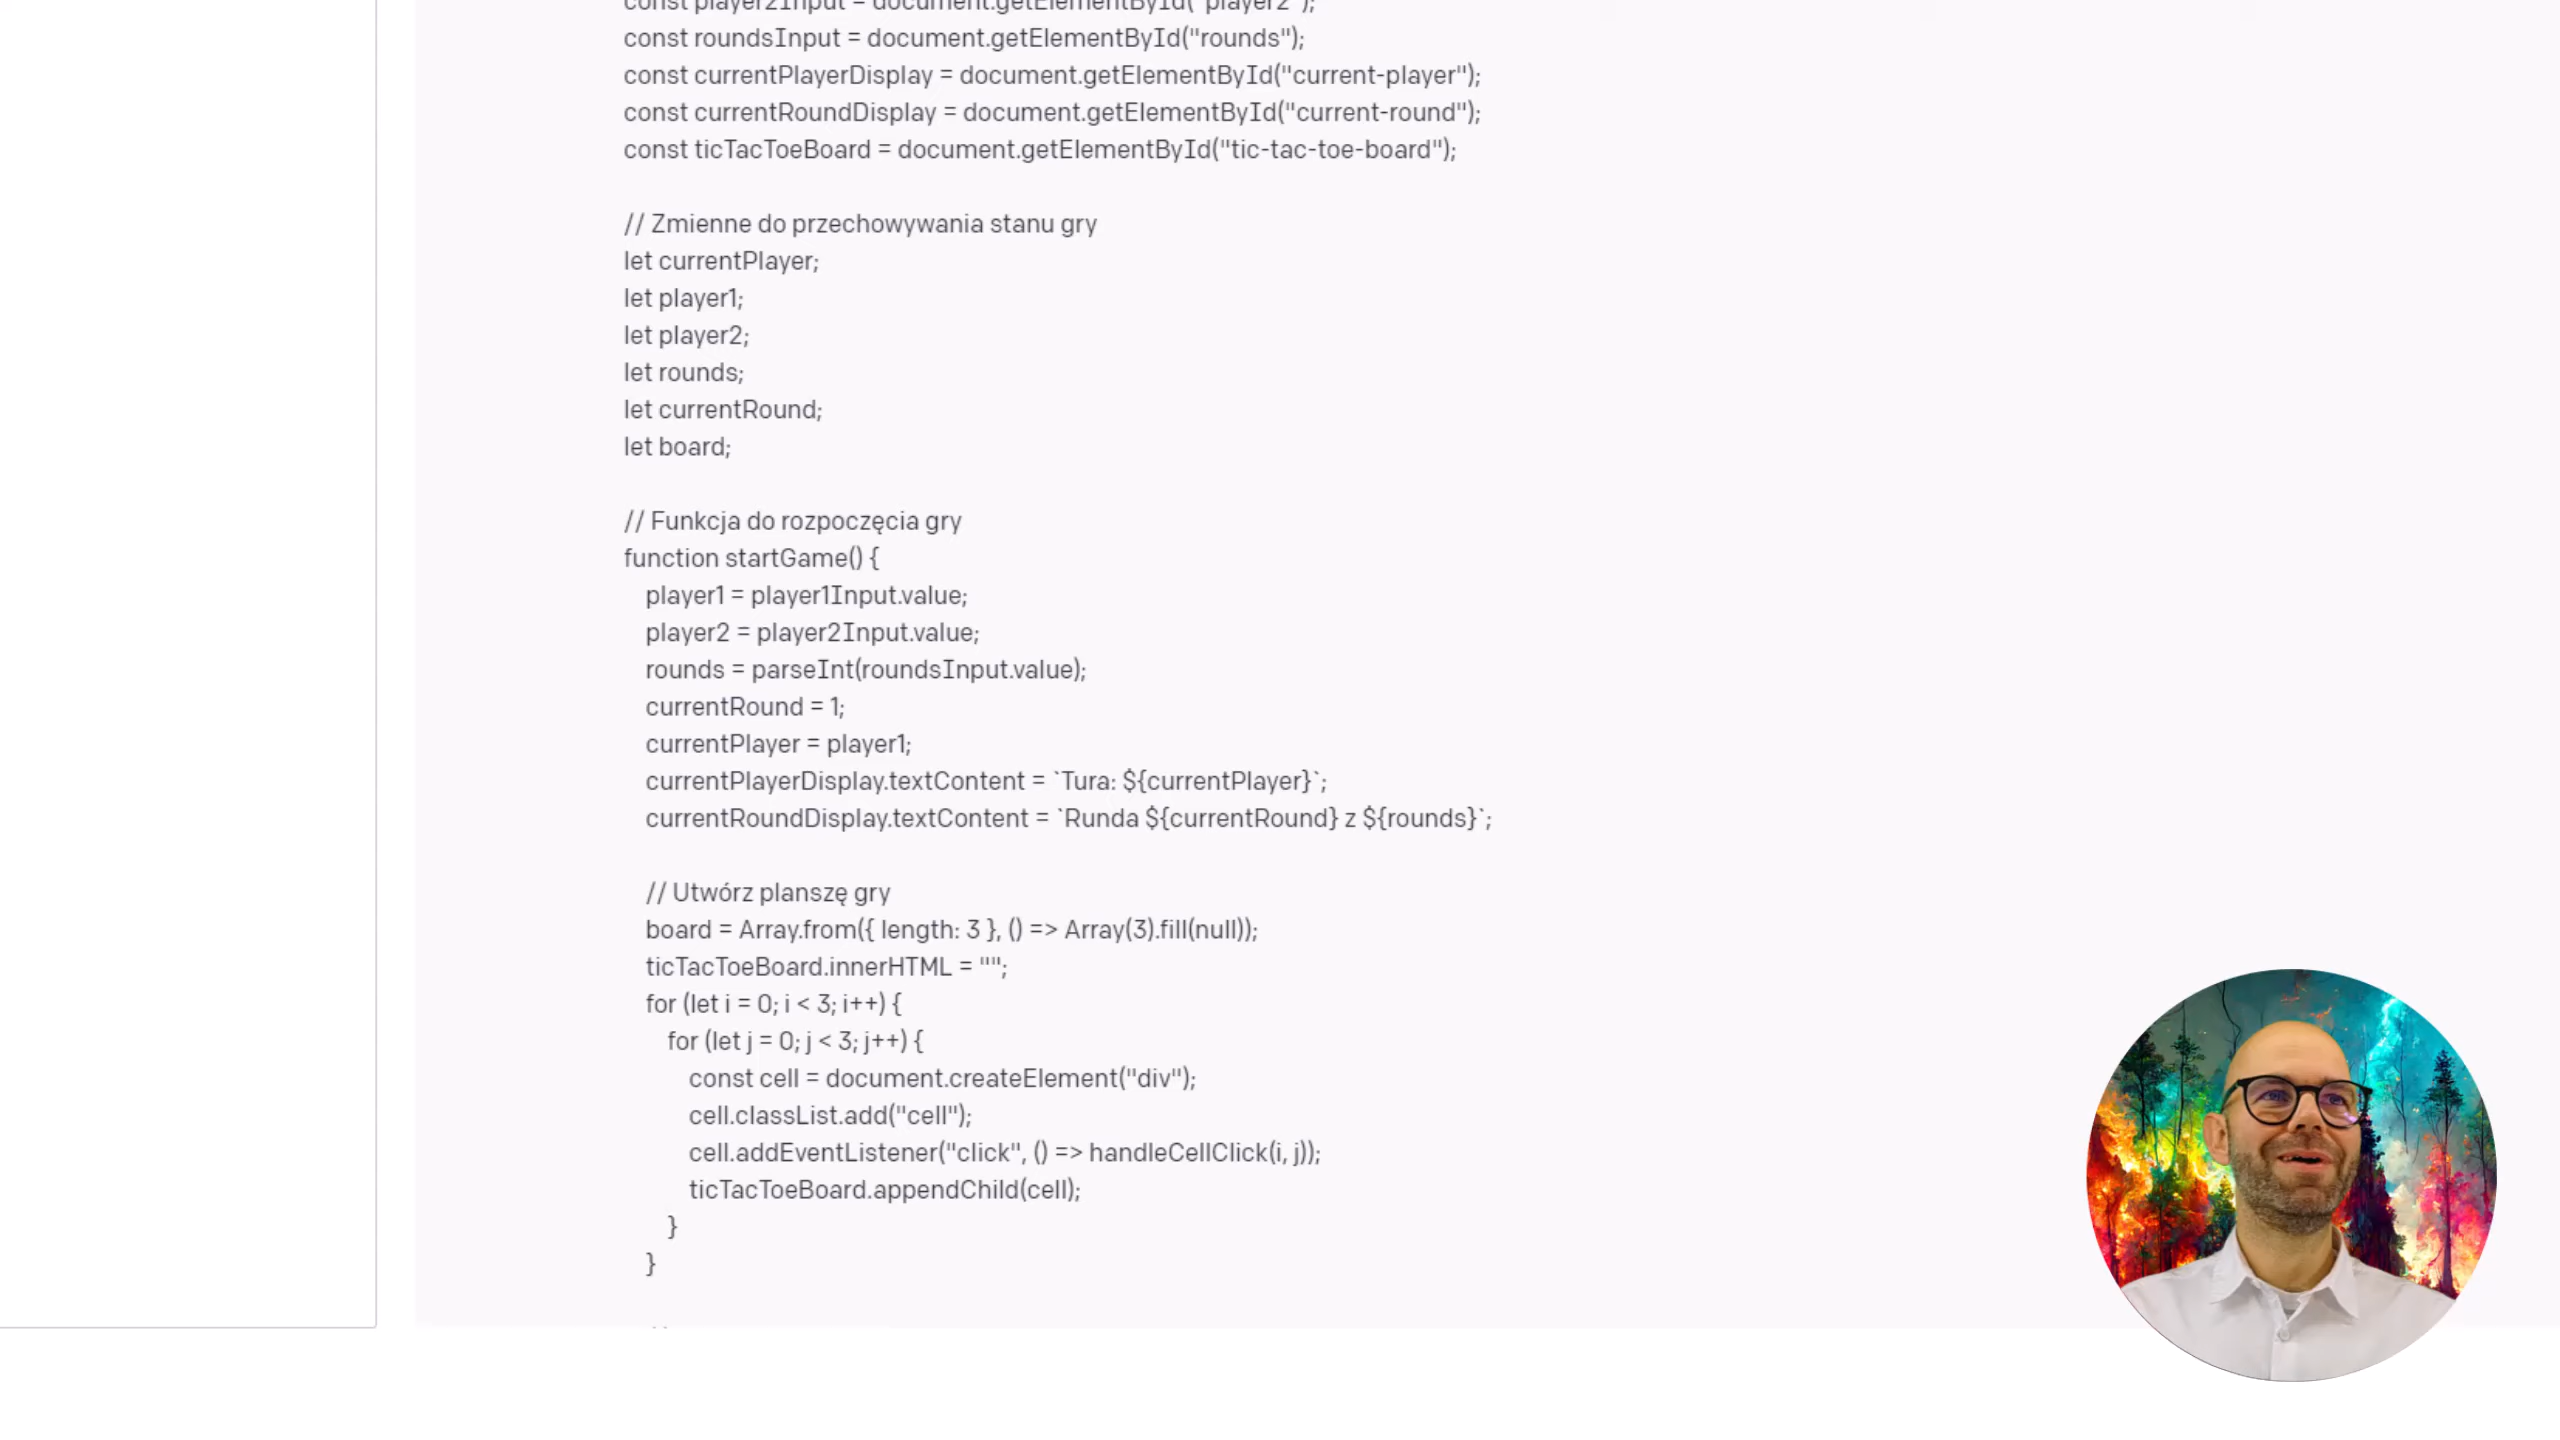 const player2Input = document.getElementById("player2");
const roundsInput = document.getElementById("rounds");
const currentPlayerDisplay = document.getElementById("current-player");
const currentRoundDisplay = document.getElementById("current-round");
const ticTacToeBoard = document.getElementById("tic-tac-toe-board");
// Zmienne do przechowywania stanu gry
let currentPlayer;
let player1;
let player2;
let rounds;
let currentRound;
let board;
// Funkcja do rozpoczęcia gry
function startGame() {
player1 = player1Input.value;
player2 = player2Input.value;
rounds = parseInt(roundsInput.value);
currentRound = 1;
currentPlayer = player1;
currentPlayerDisplay.textContent = `Tura: ${currentPlayer}`;
currentRoundDisplay.textContent = `Runda ${currentRound} z ${rounds}`;
// Utwórz planszę gry
board = Array.from({ length: 3 }, () => Array(3).fill(null));
ticTacToeBoard.innerHTML = "";
for (let i = 0; i < 3; i++) {
for (let j = 0; j < 3; j++) {
const cell = document.createElement("div");
cell.classList.add("cell");
cell.addEventListener("click", () => handleCellClick(i, j));
ticTacToeBoard.appendChild(cell);
}
}